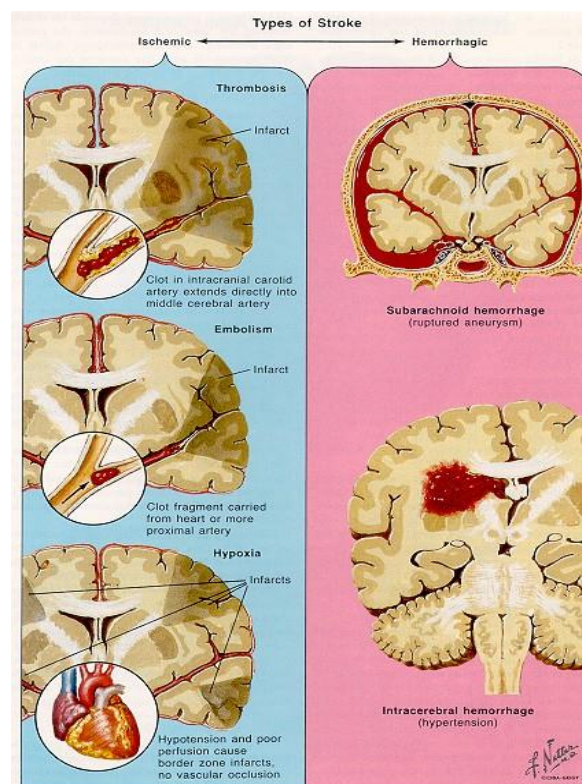 Types of Stroke
Ischemic
Hemorrhagic
Thrombosis
Infarct
Clot in intracranial carotid
artery extends directly into
middle cerebral artery
Embolism
Infarct
Clot fragment carried
from heart or more
proximal artery
Hypoxia
Infarcts
Hypotension and poor
perfusion cause
border zone infarcts,
no vascular occlusion
Subarachnoid hemorrhage
(ruptured aneurysm)
Intracerebral hemorrhage
(hypertension)
F. Netter
M.D.